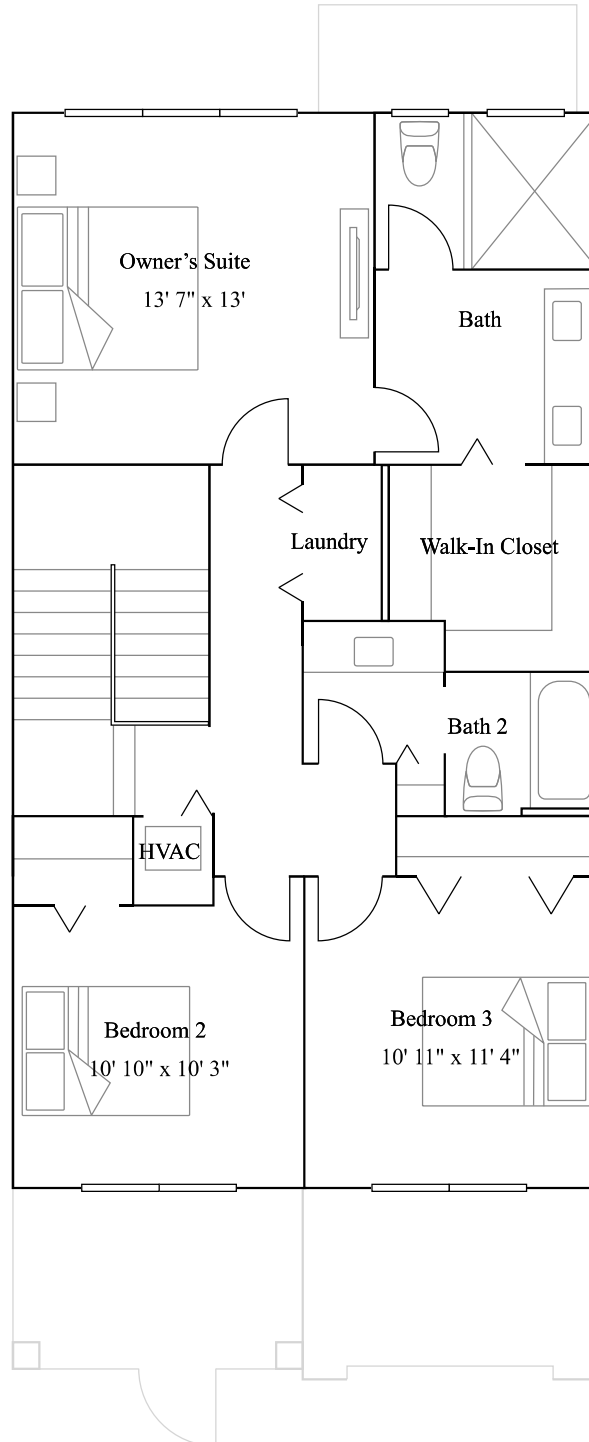 Owner's Suite
13' 7" x 13'
Bath
Laundry
Walk-In Closet
Bath 2
HVAC
Bedroom 2
10' 10" x 10' 3"
Bedroom 3
10' 11" x 11' 4"